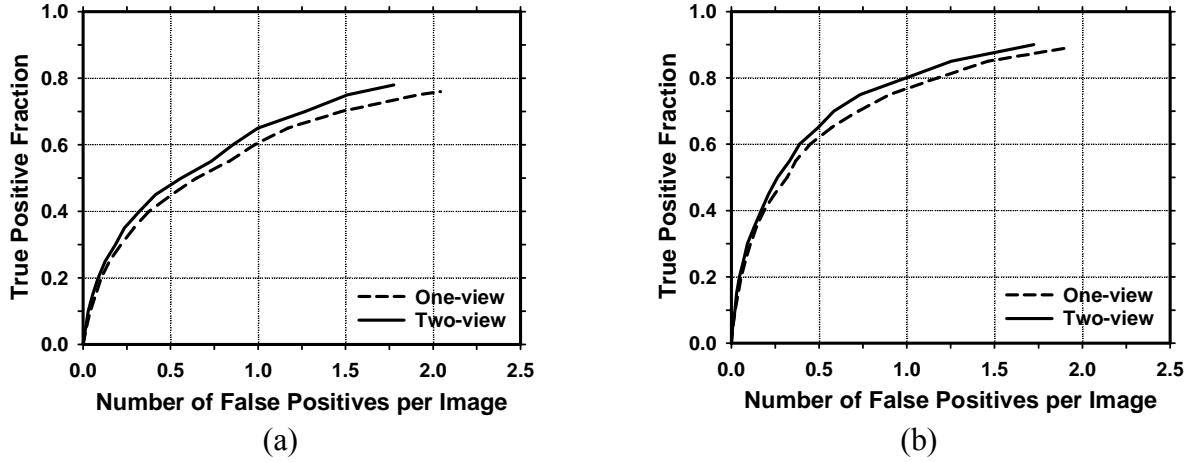 1.0
0.8
0.6
0.4
0.2
0.0
True Positive Fraction
One-view
Two-view
0.0 0.5 1.0 1.5 2.0 2.5
Number of False Positives per Image
(a)
1.0
0.8
0.6
0.4
0.2
0.0
True Positive Fraction
One-view
Two-view
0.0 0.5 1.0 1.5 2.0 2.5
Number of False Positives per Image
(b)